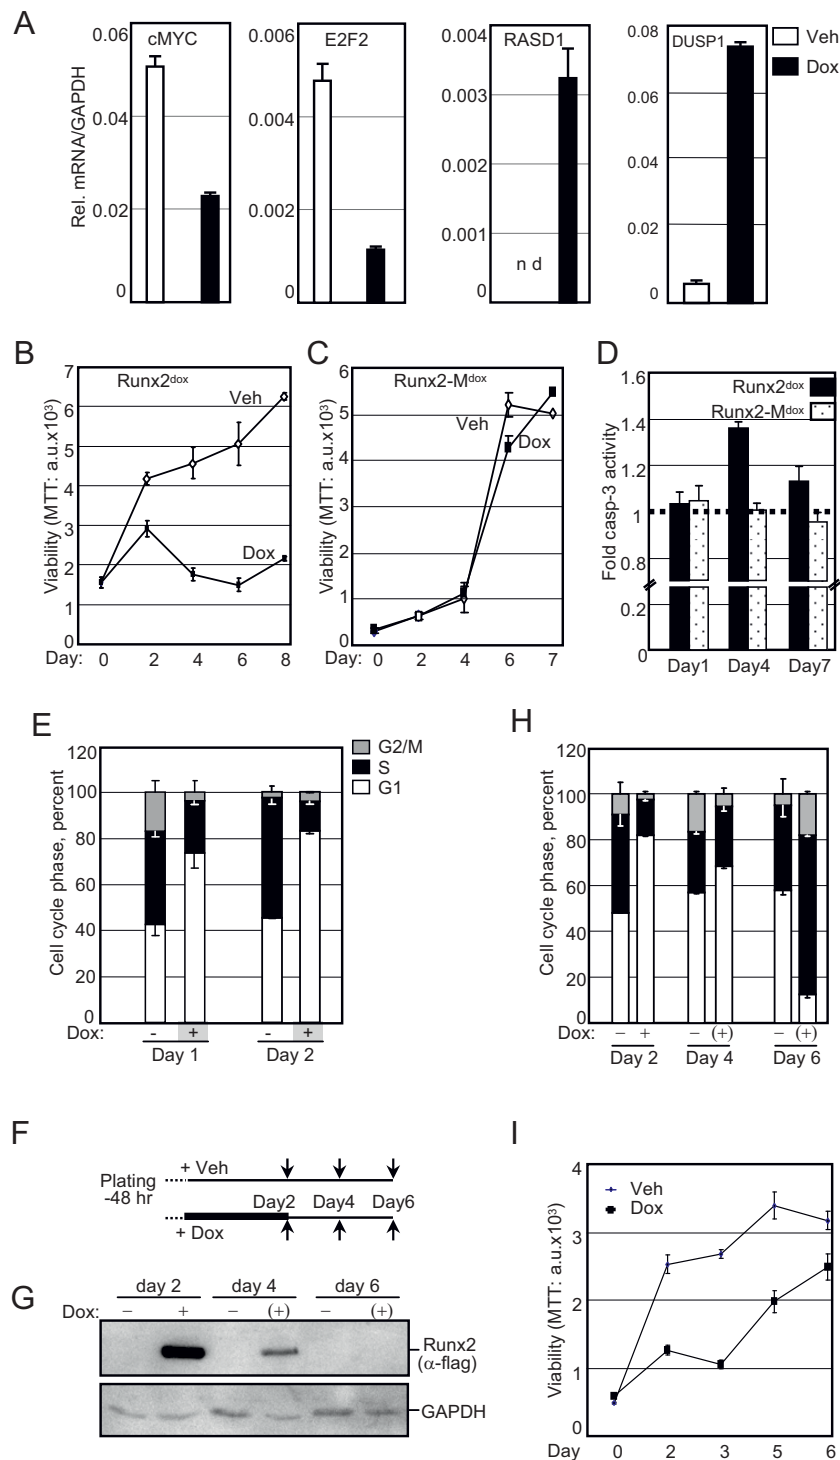 A
cMYC
E2F2
RASD1
DUSP1
Veh
Dox
Rel. mRNA/GAPDH
0.06
0.04
0.02
0
0.006
0.004
0.002
0
0.004
0.003
0.002
0.001
0
n d
0.08
0.06
0.04
0.02
0
B
Runx2dox
Viability (MTT: a.u.x10³)
7
6
5
4
3
2
1
0
Veh
Dox
Day: 0 2 4 6 8
C
Runx2-Mdox
Viability (MTT: a.u.x10³)
6
5
4
3
2
1
0
Veh
Dox
Day: 0 2 4 6 7
D
Runx2dox
Runx2-Mdox
Fold casp-3 activity
1.6
1.4
1.2
1
0.8
0.2
0
Day1 Day4 Day7
E
G2/M
S
G1
Cell cycle phase, percent
120
100
80
60
40
20
0
Dox: - + - +
Day 1 Day 2
H
Cell cycle phase, percent
120
100
80
60
40
20
0
Dox: – + – (+) – (+)
Day 2 Day 4 Day 6
F
Plating
-48 hr
+ Veh
Day2 Day4 Day6
+ Dox
G
day 2 day 4 day 6
Dox: – + – (+) – (+)
Runx2
(α-flag)
GAPDH
I
Veh
Dox
Viability (MTT: a.u.x10³)
4
3
2
1
0
Day 0 2 3 5 6